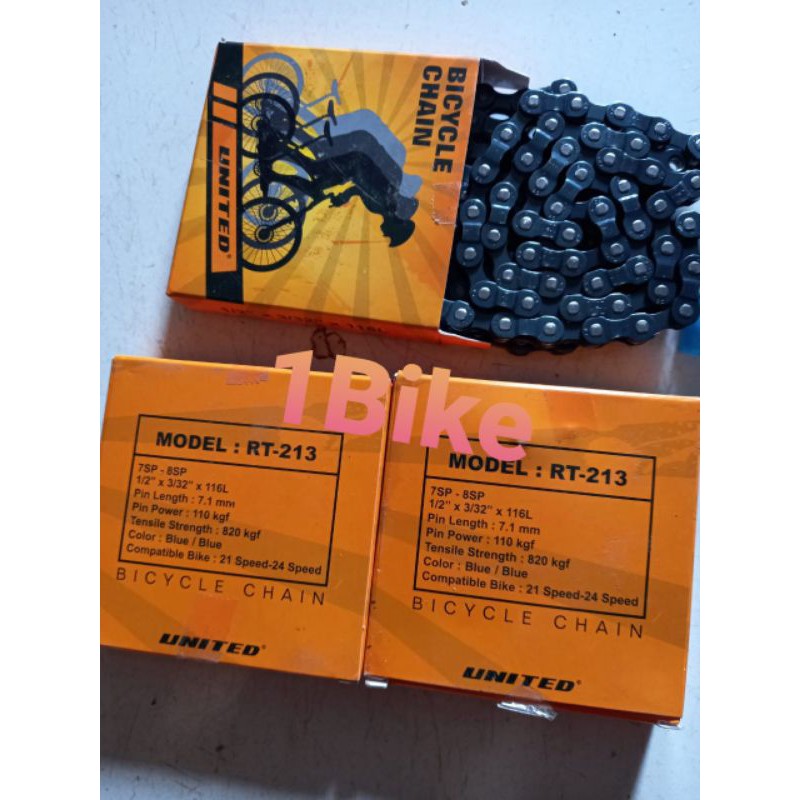 BICYCLE
CHAIN
UNITED®
x 116L
1Bike
MODEL : RT-213
7SP - 8SP
1/2" x 3/32" x 116L
Pin Length : 7.1 mm
Pin Power : 110 kgf
Tensile Strength : 820 kgf
Color : Blue / Blue
Compatible Bike : 21 Speed-24 Speed
BICYCLE CHAIN
UNITED®
MODEL : RT-213
7SP - 8SP
1/2" x 3/32" x 116L
Pin Length : 7.1 mm
Pin Power : 110 kgf
Tensile Strength : 820 kgf
Color : Blue / Blue
Compatible Bike : 21 Speed-24 Speed
BICYCLE CHAIN
UNITED®